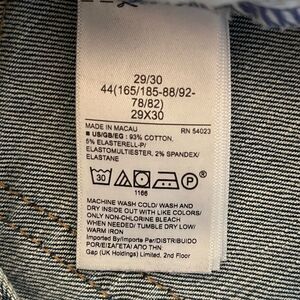 29/30
44(165/185-88/92-
78/82)
29X30
MADE IN MACAU RN 54023
■ US/GB/EG : 93% COTTON,
5% ELASTERELL-P/
ELASTOMULTIESTER, 2% SPANDEX/
ELASTANE
30
P
1166
MACHINE WASH COLD/ WASH AND
DRY INSIDE OUT WITH LIKE COLORS/
ONLY NON-CHLORINE BLEACH
WHEN NEEDED/ TUMBLE DRY LOW/
WARM IRON
Imported By/Importe Par/DISTRIBUIDO
Gap (UK Holdings) Limited, 2nd Floor